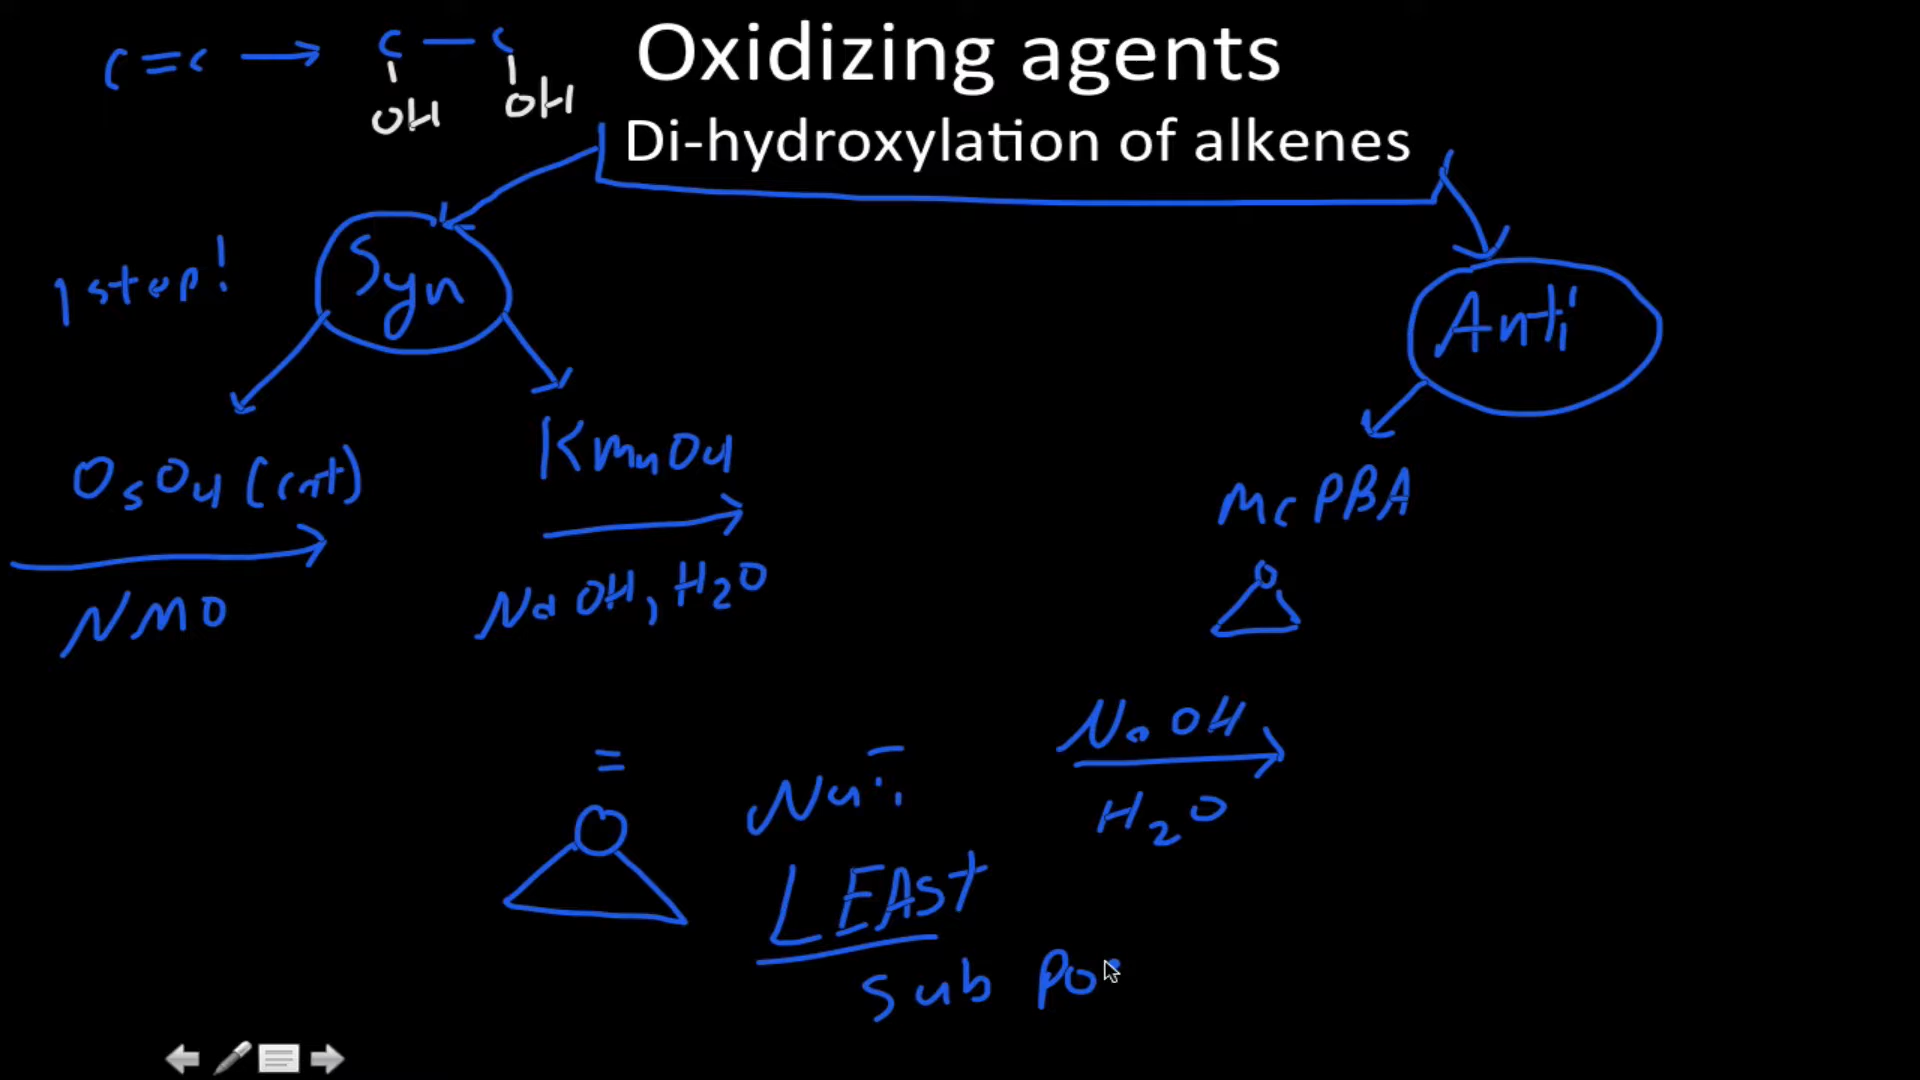 Oxidizing agents
Di-hydroxylation of alkenes
C = C → C — C
OH OH
1 step!
Syn
Anti
OsO4 (cat)
NMO
KMnO4
NaOH, H2O
McPBA
O
NaOH
H2O
=
O
Nu:⁻
LEAST
Sub Po